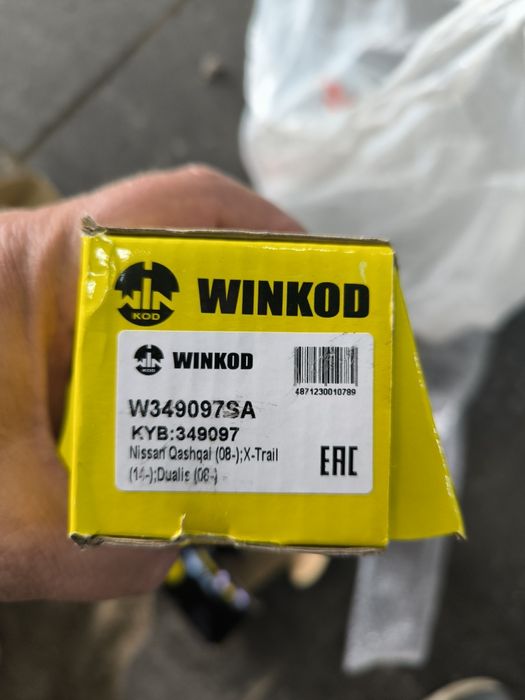 WIN
KOD
WINKOD
WIN
KOD
WINKOD
4871230010789
W349097SA
KYB:349097
Nissan Qashqai (08-);X-Trail
(14-);Dualis (08-)
EAC